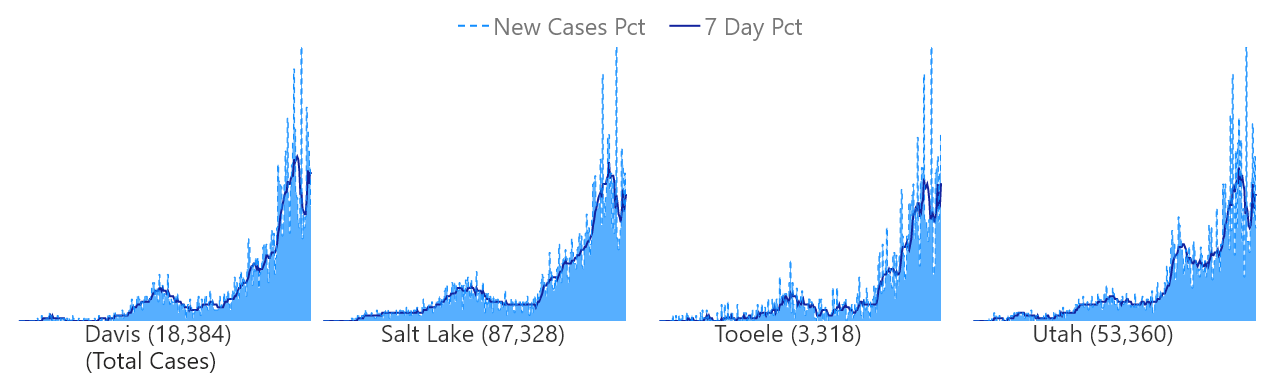 New Cases Pct 7 Day Pct
Davis (18,384) Salt Lake (87,328) Tooele (3,318) Utah (53,360)
(Total Cases)